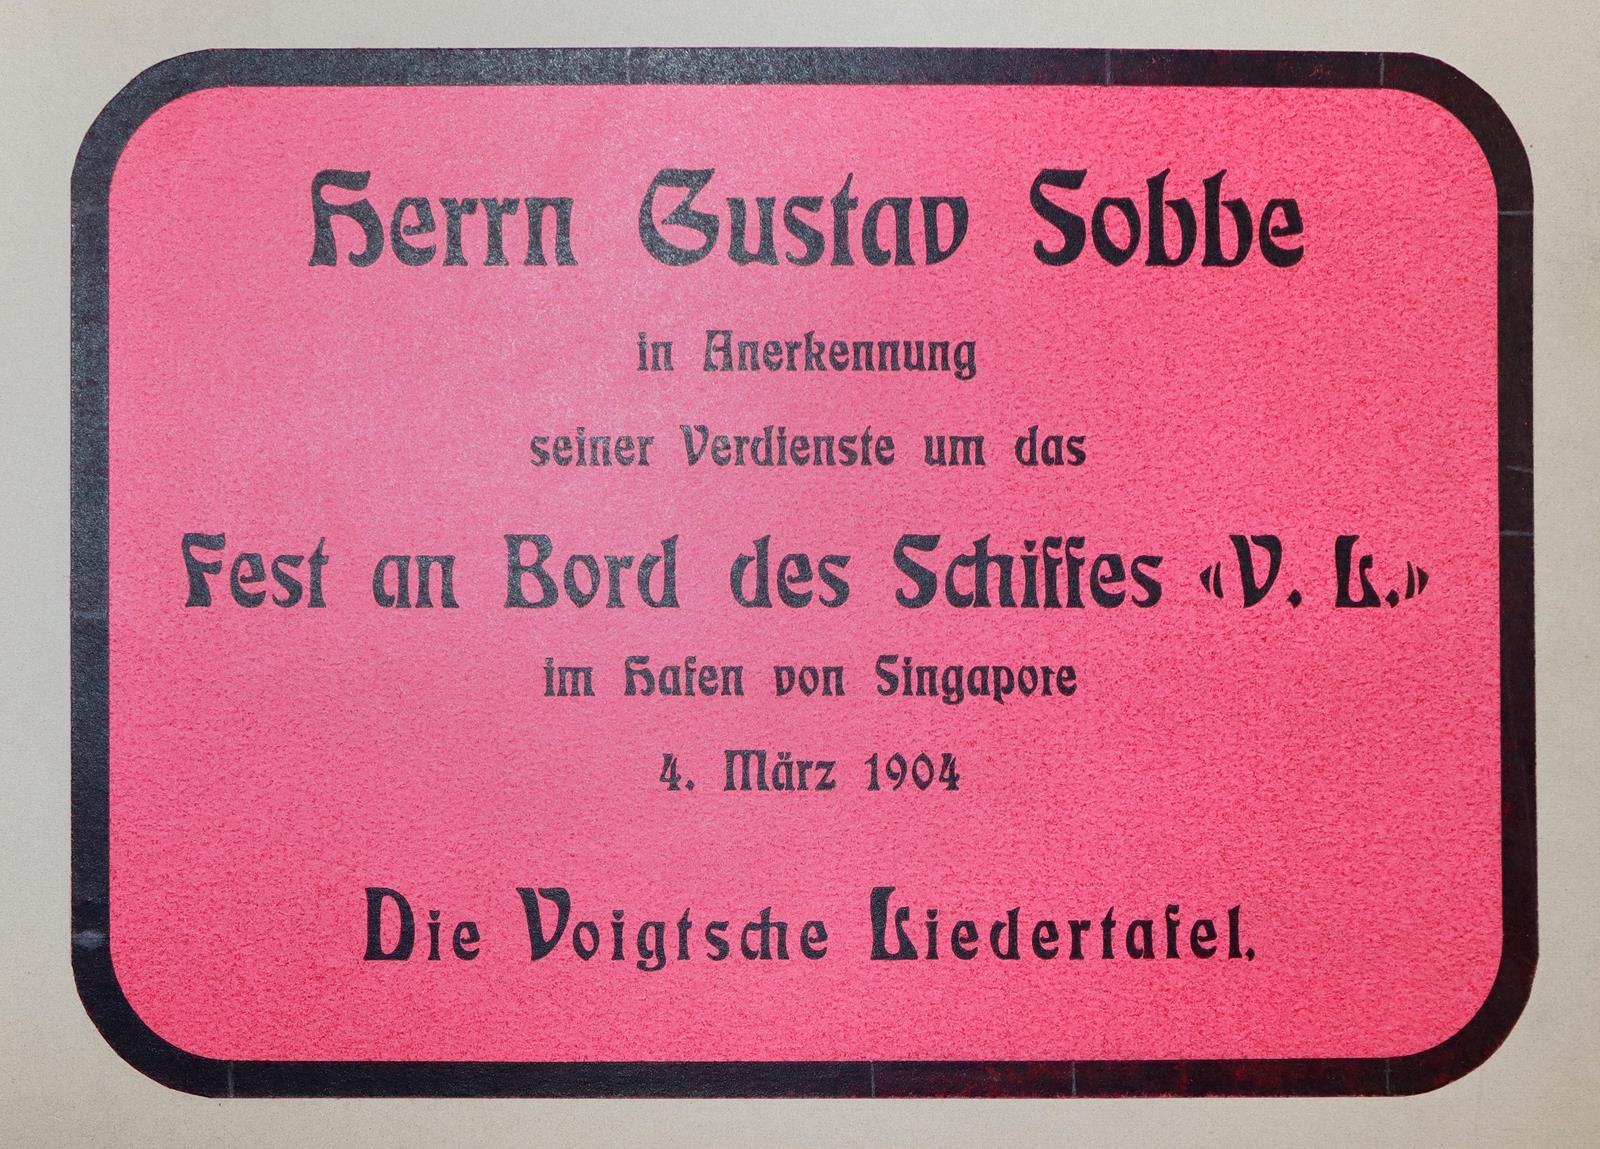 Herrn Gustav Sobbe
in Anerkennung
seiner Verdienste um das
Fest an Bord des Schiffes «V. L.»
im Hafen von Singapore
4. März 1904
Die Voigtsche Liedertafel.